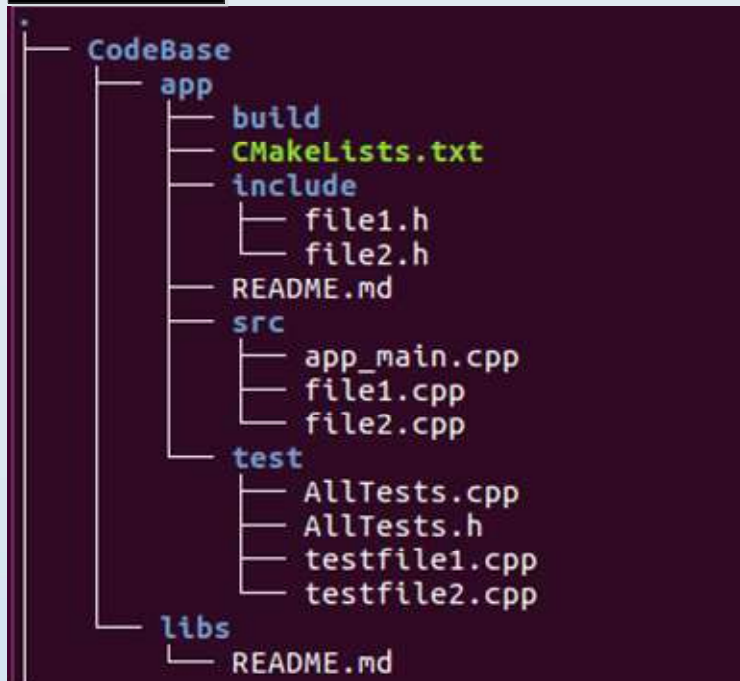 .
CodeBase
app
build
CMakeLists.txt
include
file1.h
file2.h
README.md
src
app_main.cpp
file1.cpp
file2.cpp
test
AllTests.cpp
AllTests.h
testfile1.cpp
testfile2.cpp
libs
README.md